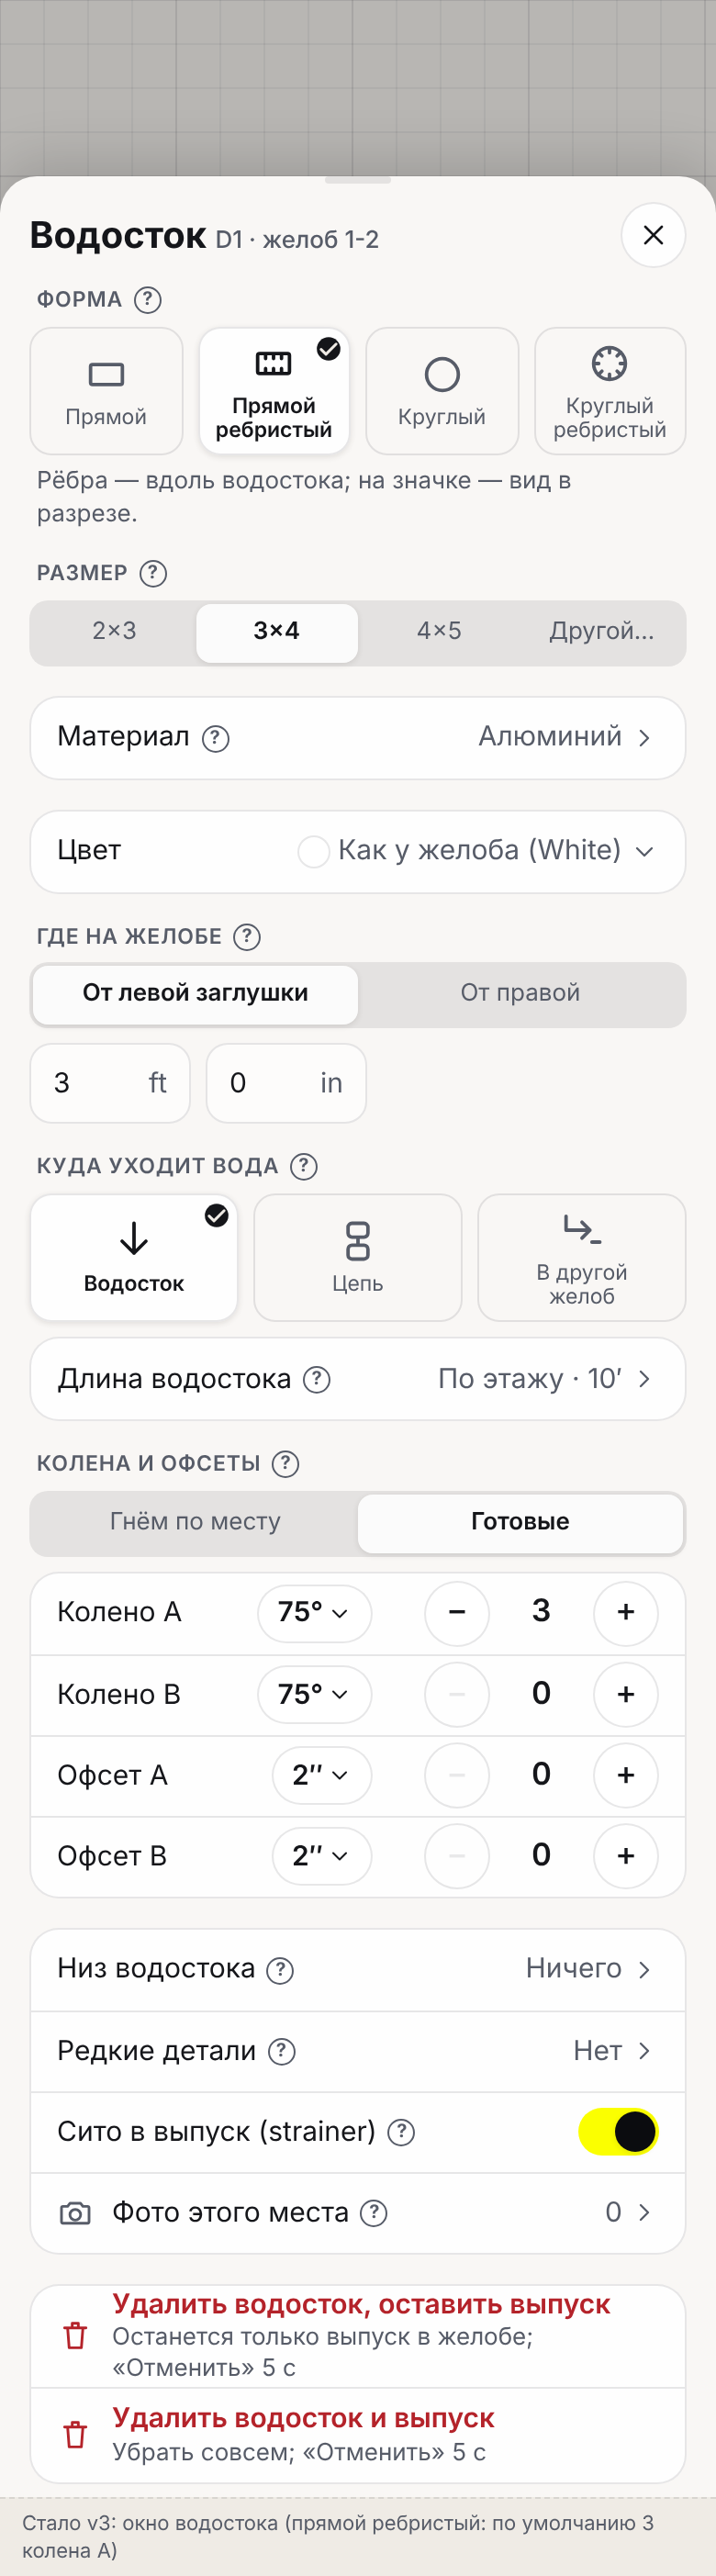 Водосток D1 · желоб 1-2
ФОРМА ?
Прямой
Прямой
ребристый
Круглый
Круглый
ребристый
Рёбра — вдоль водостока; на значке — вид в
разрезе.
РАЗМЕР ?
2×3 3×4 4×5 Другой...
Материал ? Алюминий
Цвет Как у желоба (White)
ГДЕ НА ЖЕЛОБЕ ?
От левой заглушки От правой
3 ft 0 in
КУДА УХОДИТ ВОДА ?
Водосток
Цепь
В другой
желоб
Длина водостока ? По этажу · 10′
КОЛЕНА И ОФСЕТЫ ?
Гнём по месту Готовые
Колено A 75° − 3 +
Колено B 75° − 0 +
Офсет A 2″ − 0 +
Офсет B 2″ − 0 +
Низ водостока ? Ничего
Редкие детали ? Нет
Сито в выпуск (strainer) ?
Фото этого места ? 0
Удалить водосток, оставить выпуск
Останется только выпуск в желобе;
«Отменить» 5 с
Удалить водосток и выпуск
Убрать совсем; «Отменить» 5 с
Стало v3: окно водостока (прямой ребристый: по умолчанию 3
колена A)